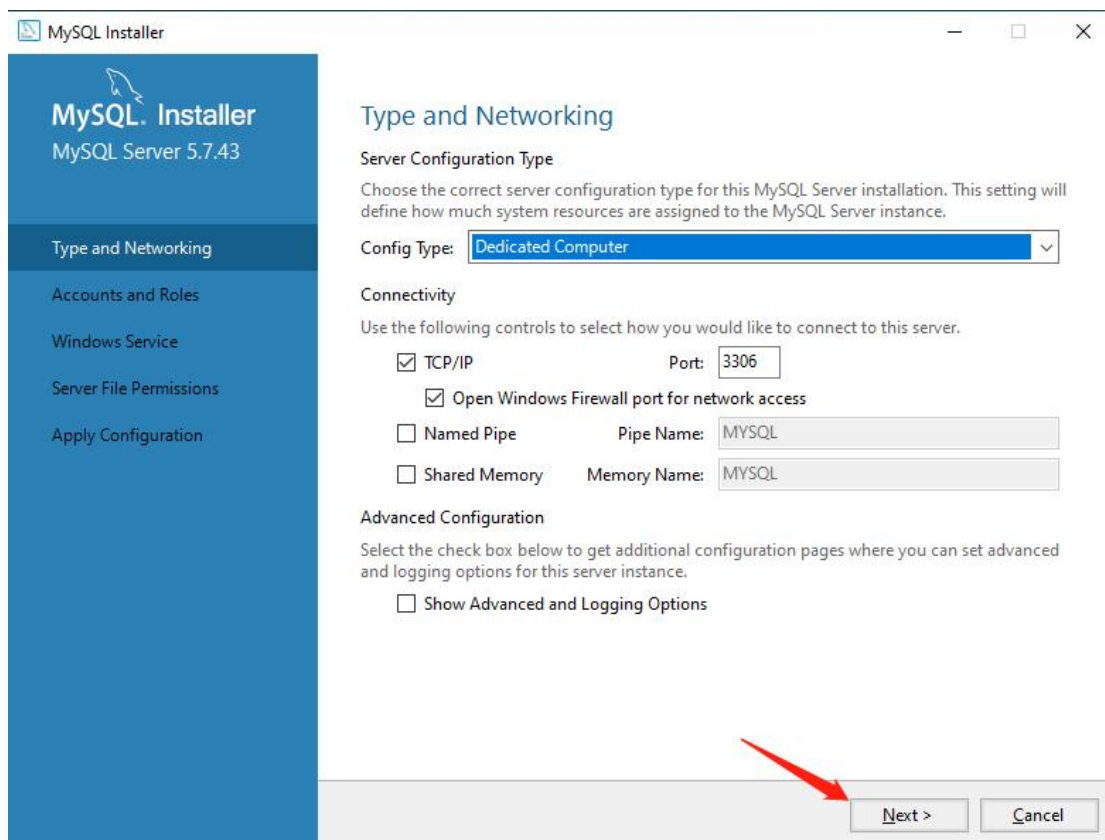 MySQL Installer
MySQL. Installer
MySQL Server 5.7.43
Type and Networking
Accounts and Roles
Windows Service
Server File Permissions
Apply Configuration
Type and Networking
Server Configuration Type
Choose the correct server configuration type for this MySQL Server installation. This setting will
define how much system resources are assigned to the MySQL Server instance.
Config Type: Dedicated Computer
Connectivity
Use the following controls to select how you would like to connect to this server.
TCP/IP Port: 3306
Open Windows Firewall port for network access
Named Pipe Pipe Name: MYSQL
Shared Memory Memory Name: MYSQL
Advanced Configuration
Select the check box below to get additional configuration pages where you can set advanced
and logging options for this server instance.
Show Advanced and Logging Options
Next > Cancel